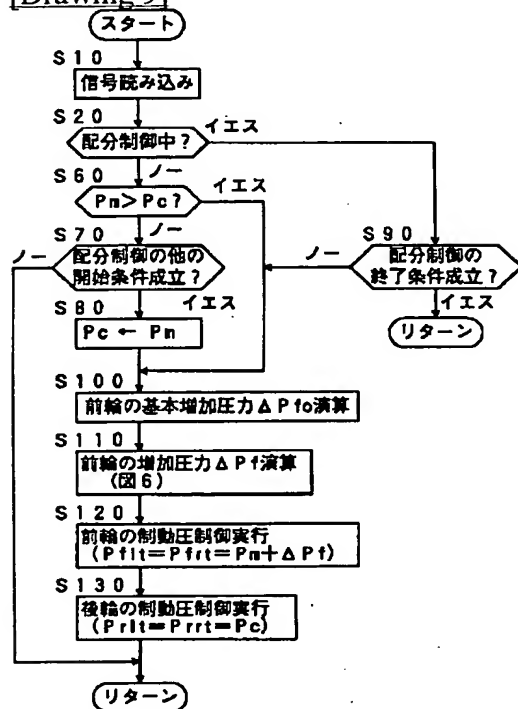 [Drawing 5]
スタート
S10
信号読み込み
S20
配分制御中?
イエス
ノー
S60
Pm>Pc?
イエス
ノー
S70
配分制御の他の
開始条件成立?
ノー
イエス
S90
配分制御の
終了条件成立?
ノー
イエス
リターン
S80
Pc ← Pm
S100
前輪の基本増加圧力ΔPfo演算
S110
前輪の増加圧力ΔPf演算
(図6)
S120
前輪の制動圧制御実行
(Pflt=Pfrt=Pm+ΔPf)
S130
後輪の制動圧制御実行
(Prlt=Prrt=Pc)
リターン